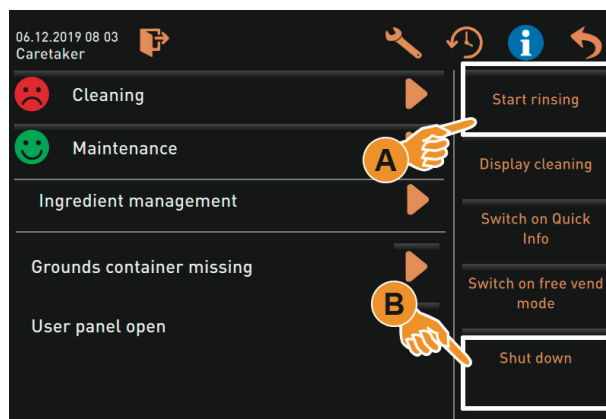 06.12.2019 08 03
Caretaker
i
Cleaning
Start rinsing
Maintenance
A
Display cleaning
Ingredient management
Switch on Quick
Info
Grounds container missing
Switch on free vend
mode
B
User panel open
Shut down